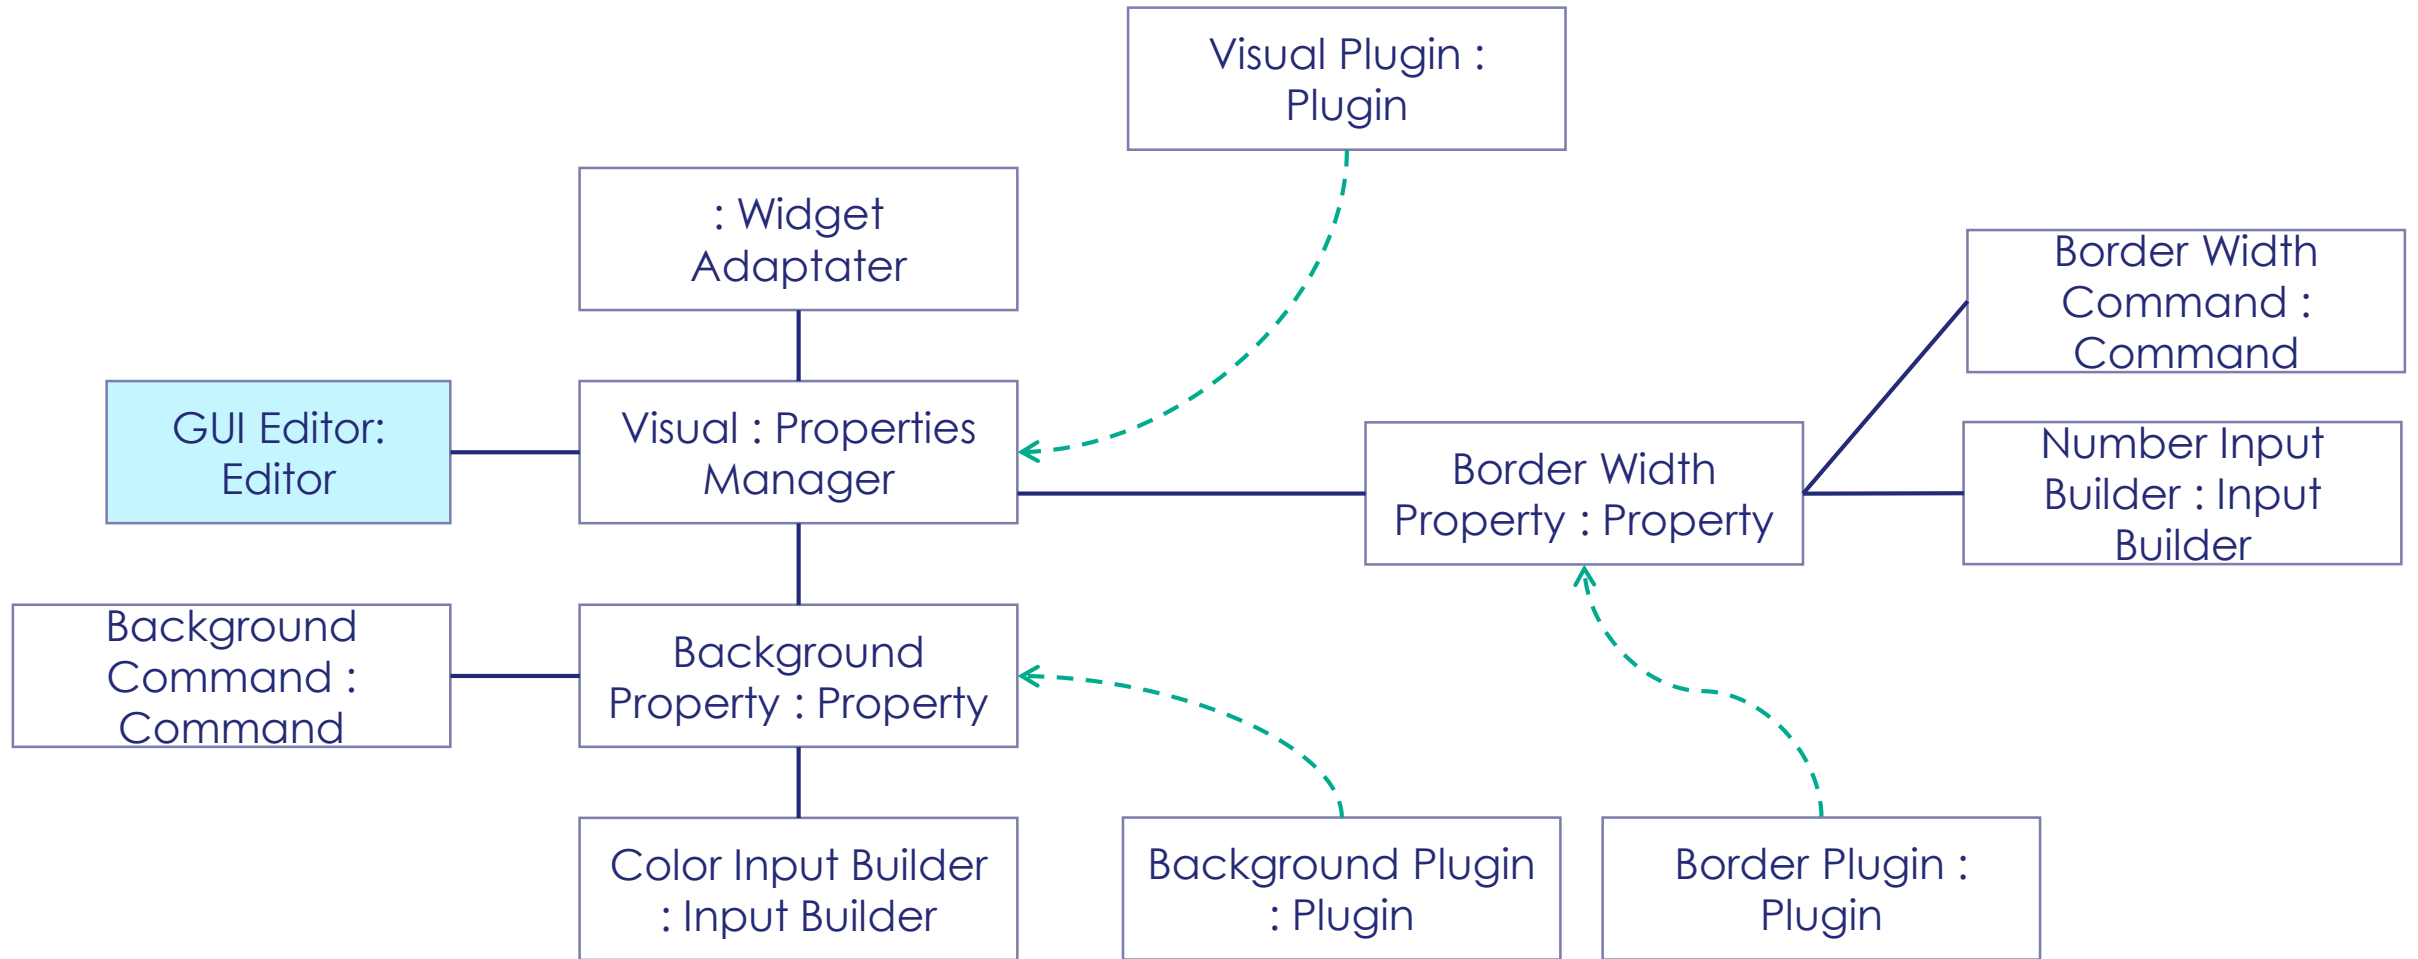 Visual Plugin :
Plugin
: Widget
Adaptater
Border Width
Command :
Command
GUI Editor:
Editor
Visual : Properties
Manager
Border Width
Property : Property
Number Input
Builder : Input
Builder
Background
Command :
Command
Background
Property : Property
Color Input Builder
: Input Builder
Background Plugin
: Plugin
Border Plugin :
Plugin